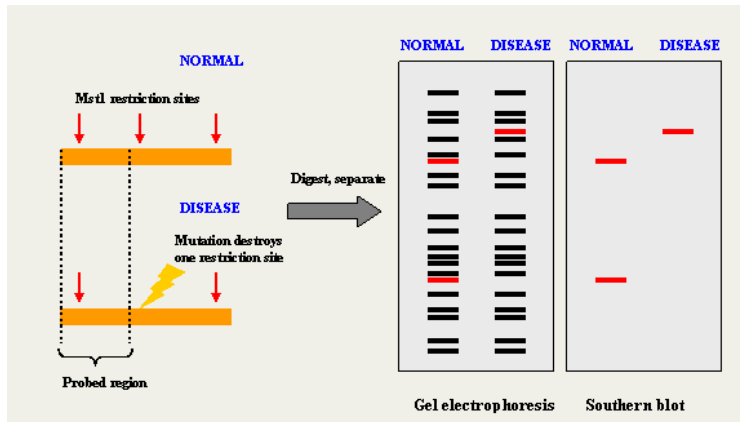 NORMAL
Mst1 restriction sites
DISEASE
Mutation destroys
one restriction site
Probed region
Digest, separate
NORMAL DISEASE NORMAL DISEASE
Gel electrophoresis Southern blot